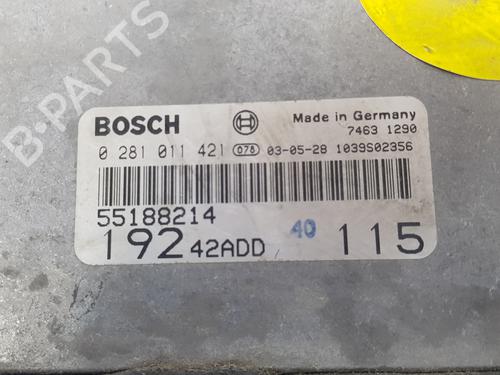 B-PARTS
BOSCH
Made in Germany
7463 1290
0 281 011 421 078 03-05-28 1039S02356
55188214
192 42ADD 40 115